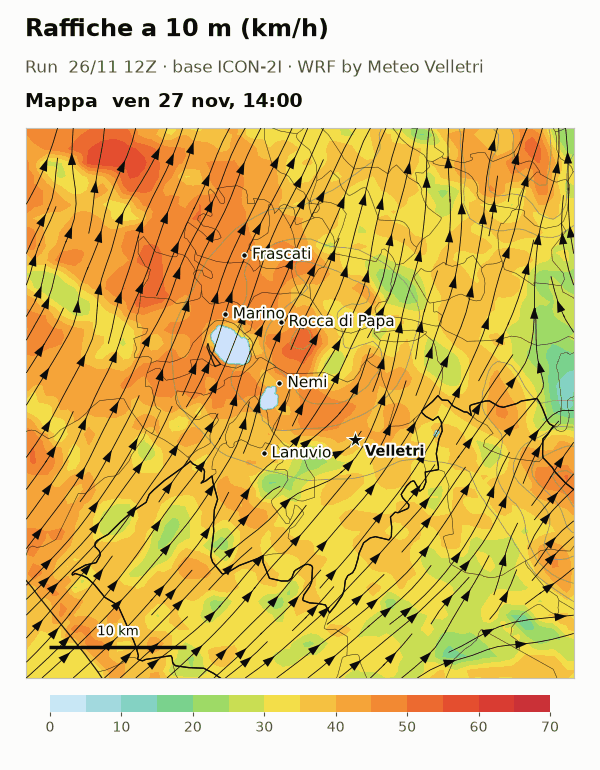 Raffiche a 10 m (km/h)
Run  26/11 12Z · base ICON-2I · WRF by Meteo Velletri
Mappa  ven 27 nov, 14:00
Frascati
Marino
Rocca di Papa
Nemi
Velletri
Lanuvio
10 km
0 10 20 30 40 50 60 70